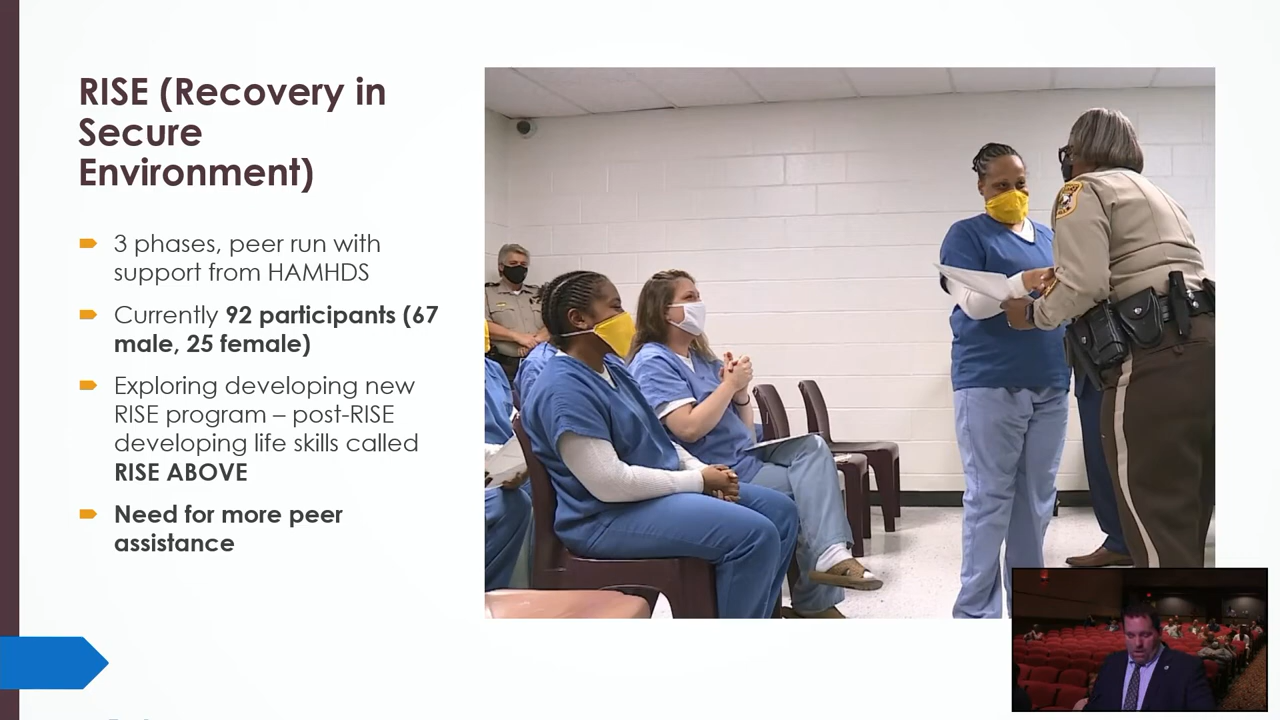 RISE (Recovery in
Secure
Environment)
3 phases, peer run with
support from HAMHDS
Currently 92 participants (67
male, 25 female)
Exploring developing new
RISE program – post-RISE
developing life skills called
RISE ABOVE
Need for more peer
assistance